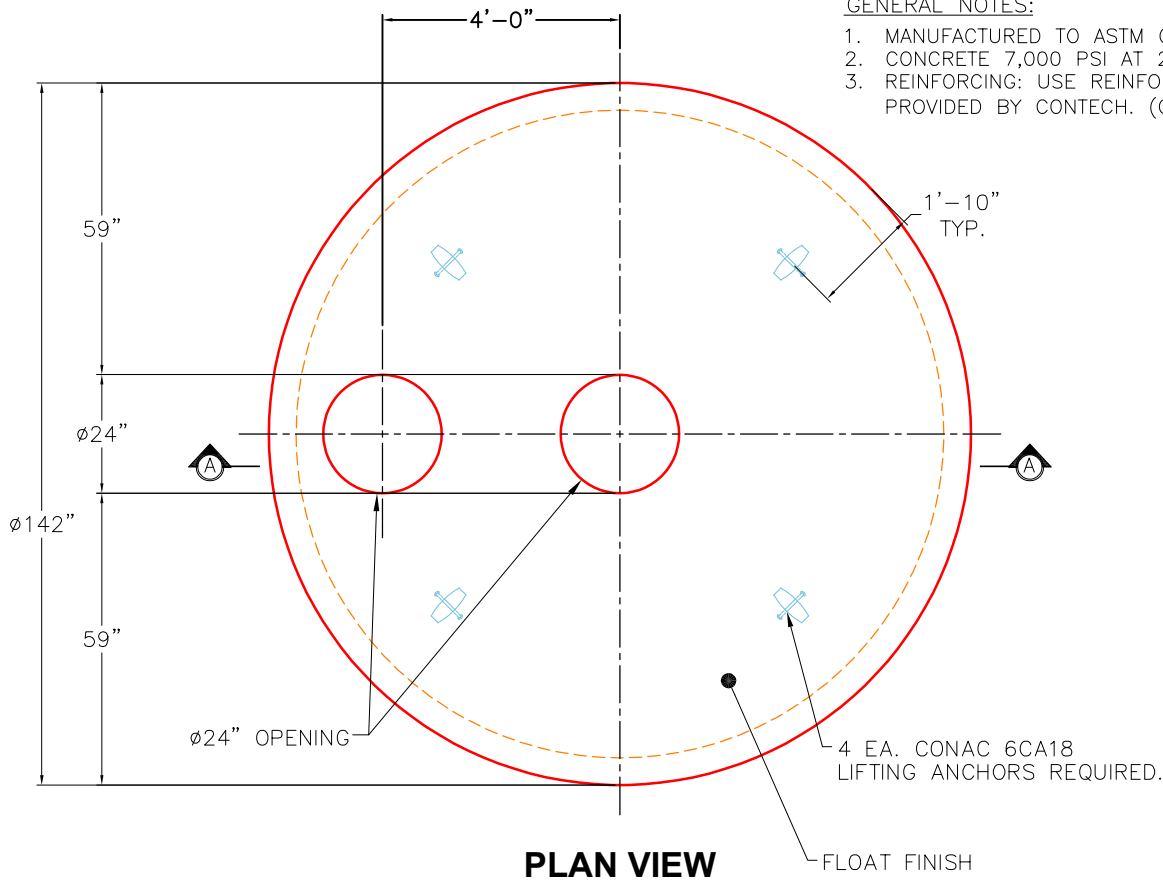 4'-0"
GENERAL NOTES:
1. MANUFACTURED TO ASTM
2. CONCRETE 7,000 PSI AT
3. REINFORCING: USE
PROVIDED BY CONTECH.
59"
1'-10"
TYP.
ø24"
A
A
ø142"
59"
ø24" OPENING
4 EA. CONAC 6CA18
LIFTING ANCHORS REQUIRED.
PLAN VIEW
FLOAT FINISH